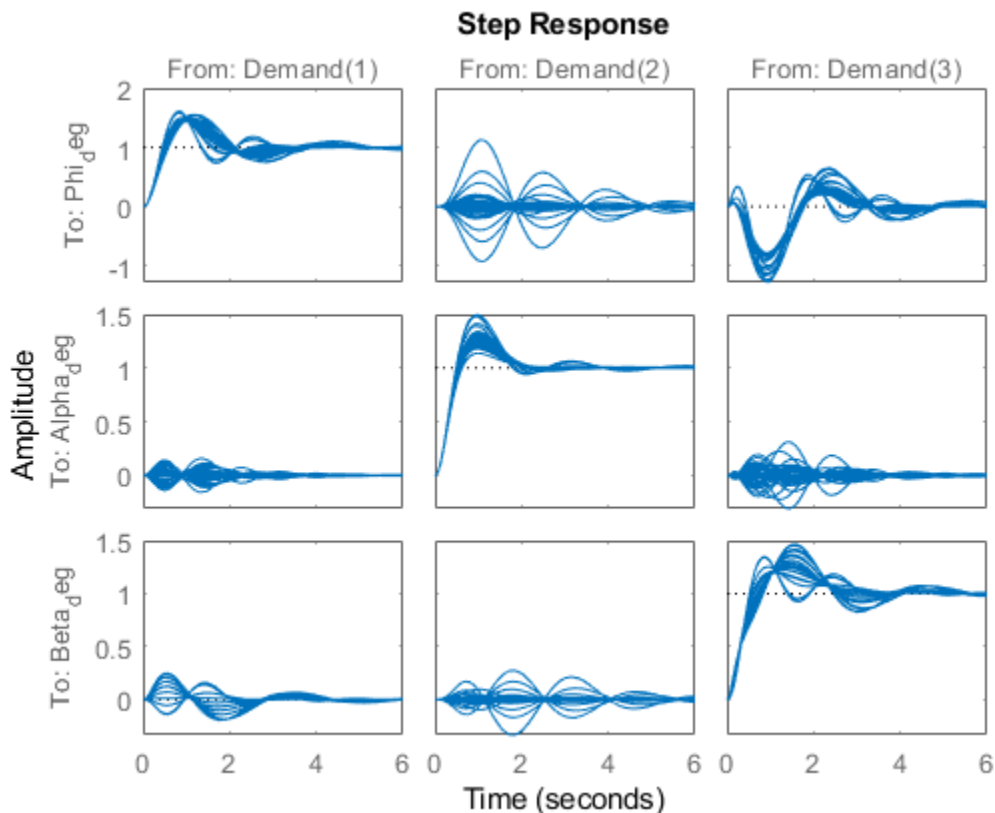 Step Response
From: Demand(1) From: Demand(2) From: Demand(3)
To: Phi_deg
2
1
0
-1
To: Alpha_deg
1.5
1
0.5
0
To: Beta_deg
1.5
1
0.5
0
Amplitude
0 2 4 6 0 2 4 6 0 2 4 6
Time (seconds)